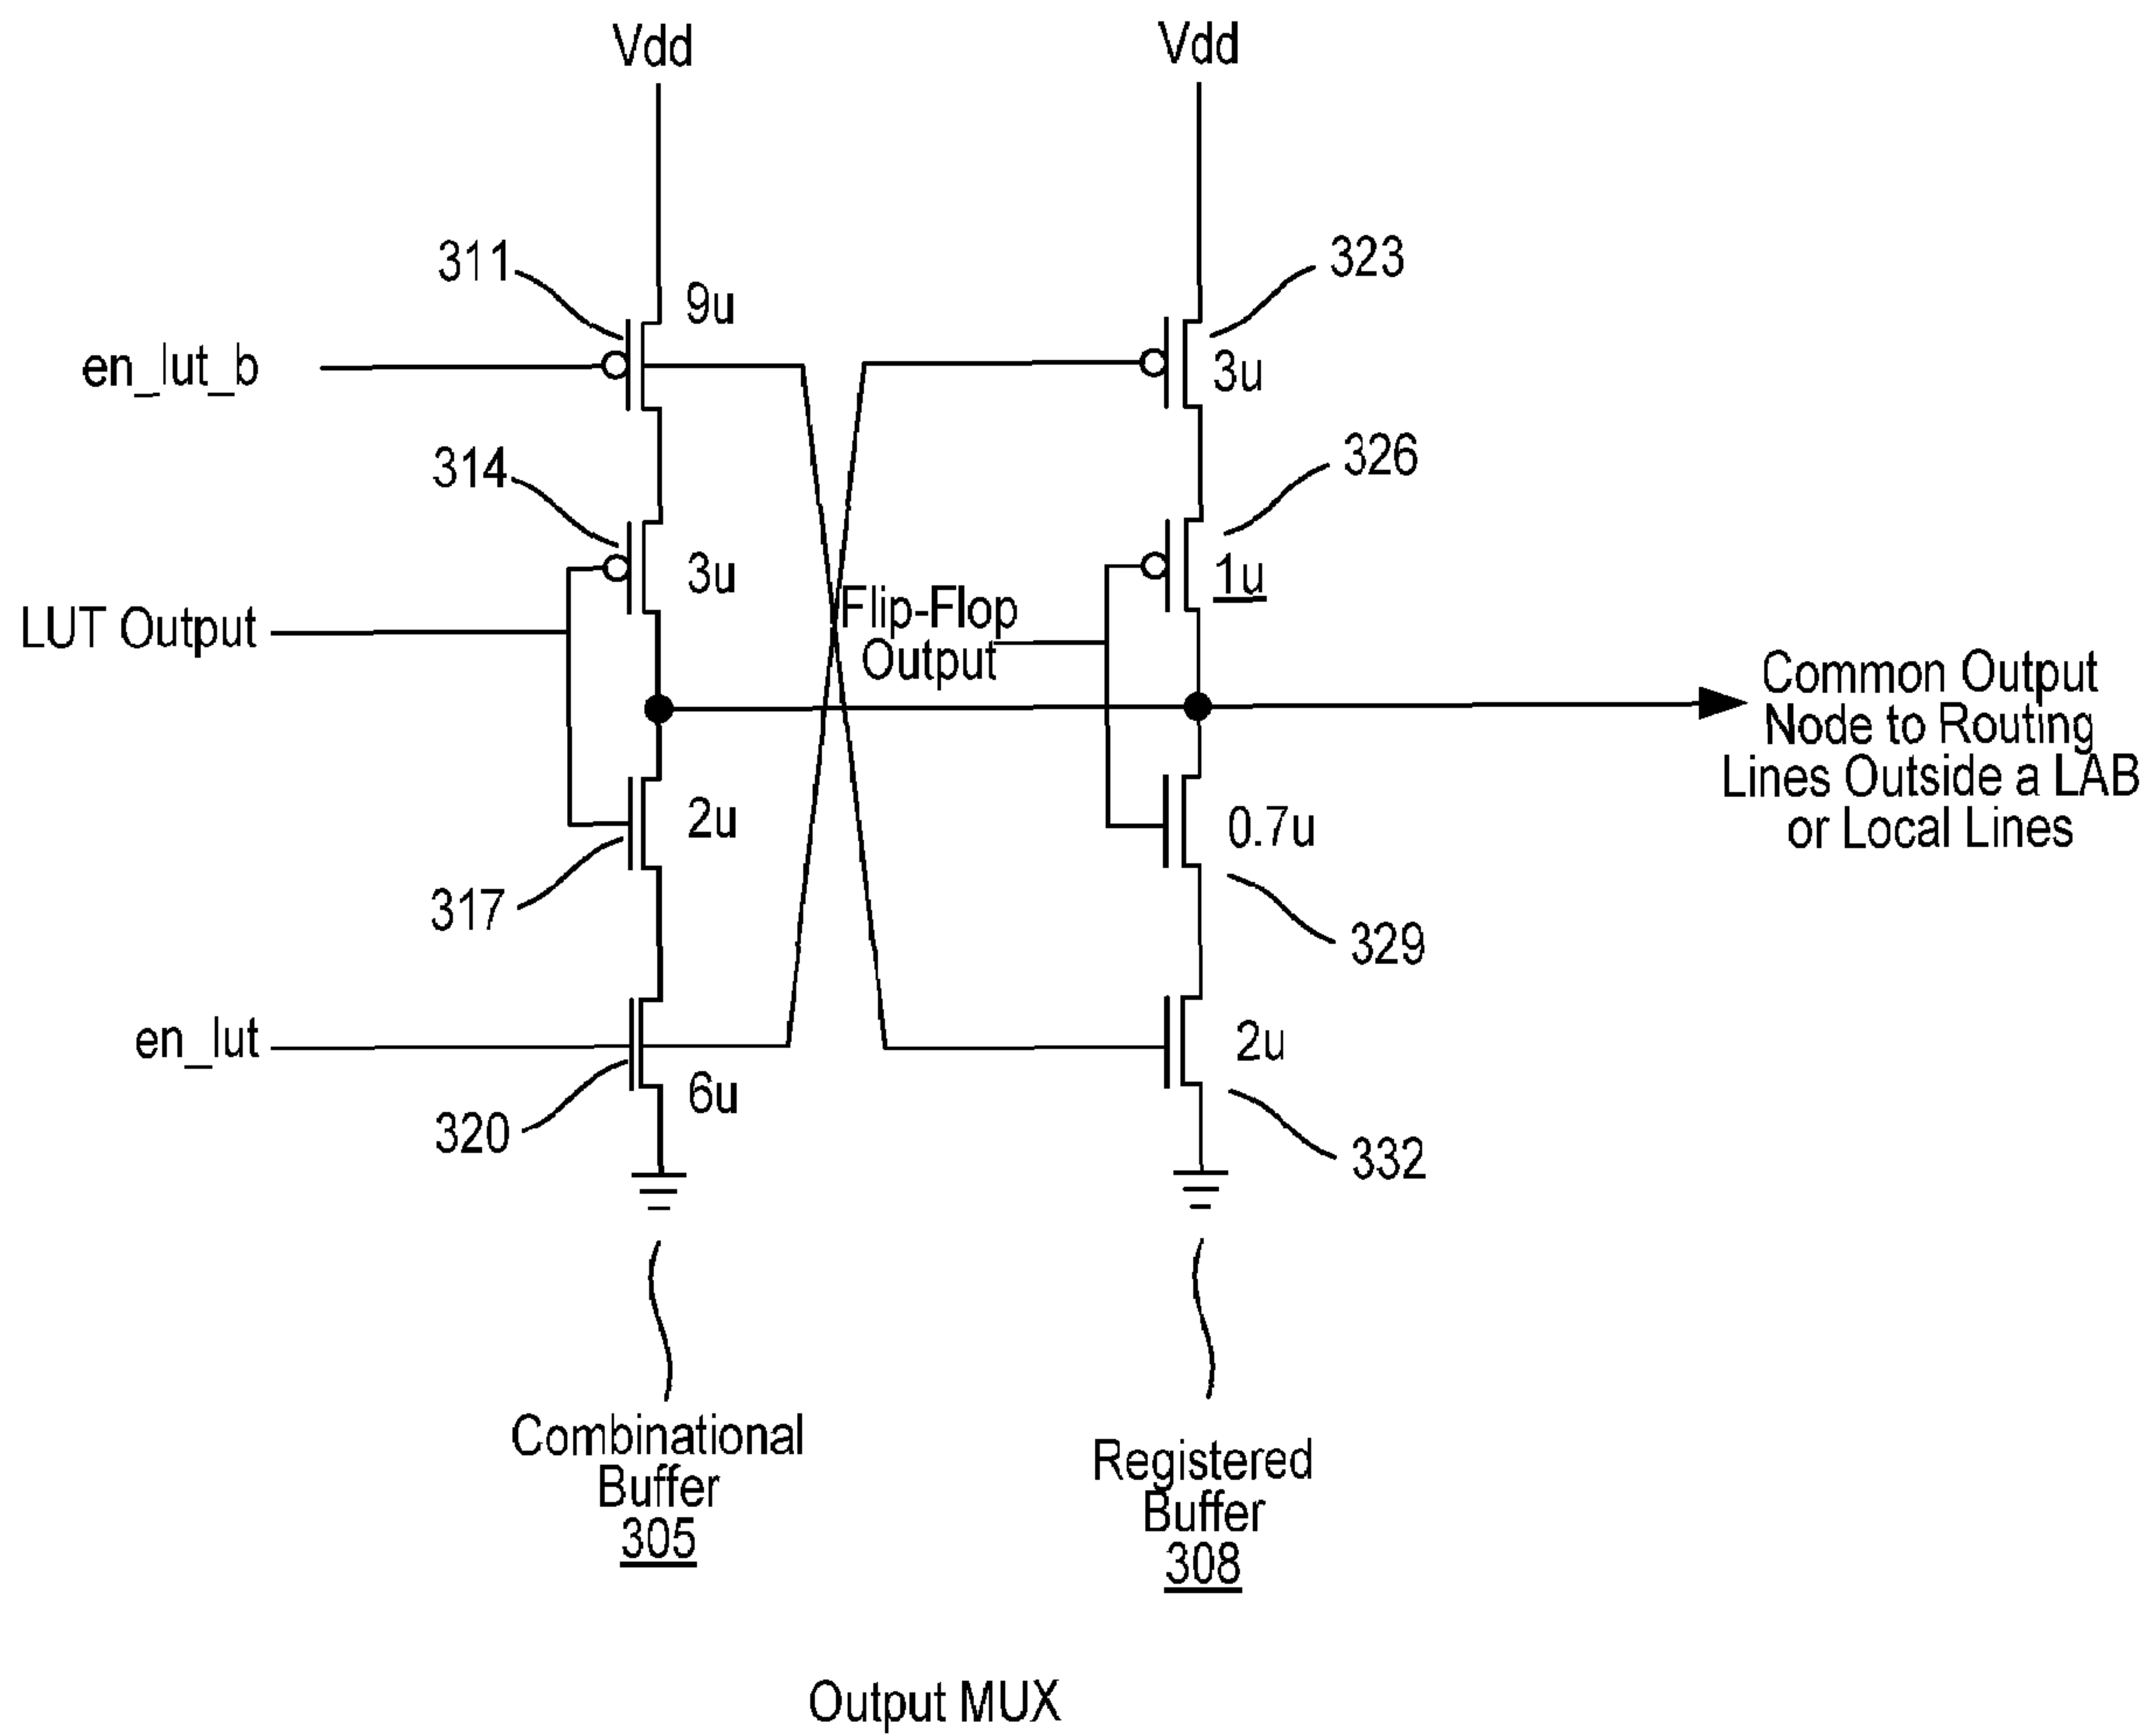 Vdd
Vdd
311
9u
323
3u
en_lut_b
314
3u
326
1u
LUT Output
Flip-Flop
Output
Common Output
Node to Routing
Lines Outside a LAB
or Local Lines
2u
0.7u
317
329
en_lut
2u
6u
320
332
Combinational
Buffer
305
Registered
Buffer
308
Output MUX